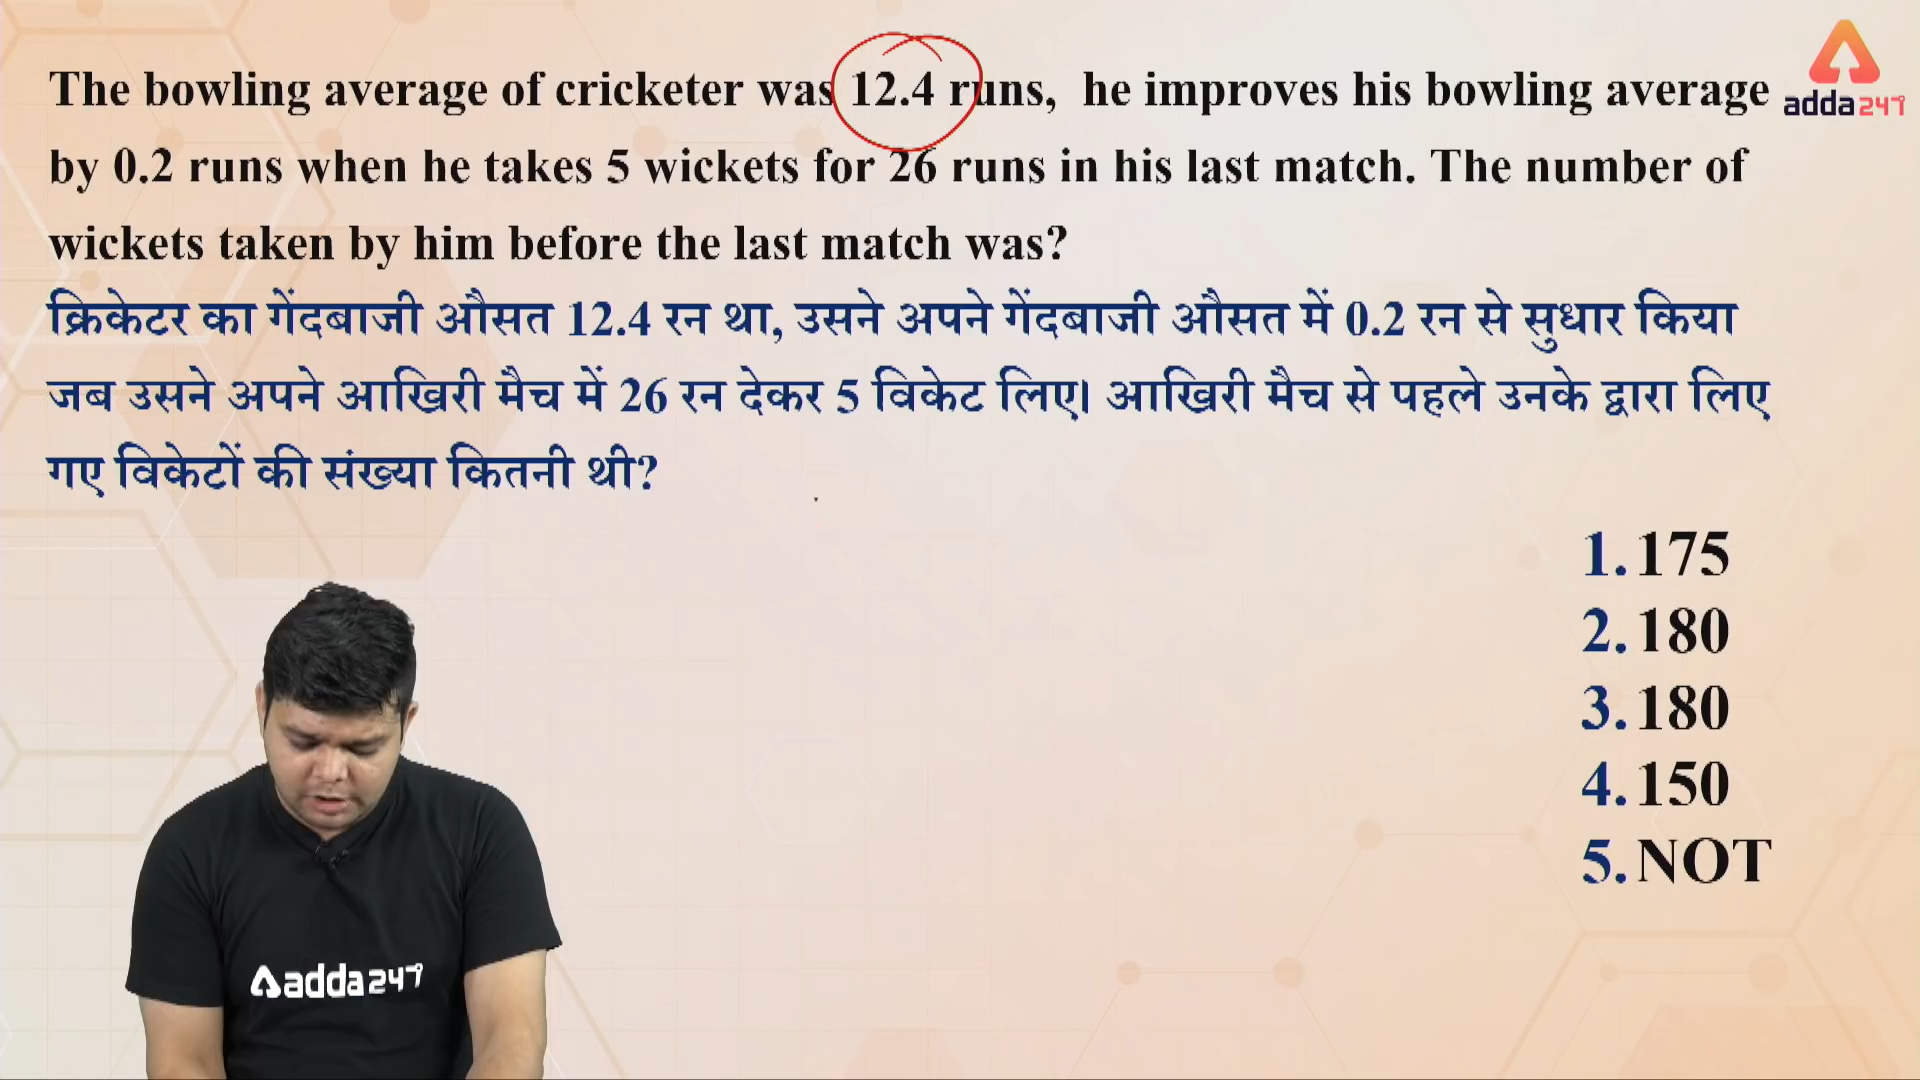 The bowling average of cricketer was 12.4 runs, he improves his bowling average
by 0.2 runs when he takes 5 wickets for 26 runs in his last match. The number of
wickets taken by him before the last match was?
क्रिकेटर का गेंदबाजी औसत 12.4 रन था, उसने अपने गेंदबाजी औसत में 0.2 रन से सुधार किया
जब उसने अपने आखिरी मैच में 26 रन देकर 5 विकेट लिए। आखिरी मैच से पहले उनके द्वारा लिए
गए विकेटों की संख्या कितनी थी?
1. 175
2. 180
3. 180
4. 150
5. NOT
adda247
adda247